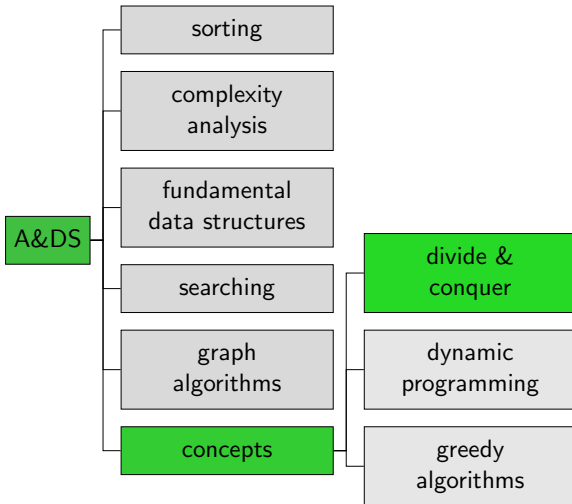 A&DS
sorting
complexity
analysis
fundamental
data structures
searching
graph
algorithms
concepts
divide &
conquer
dynamic
programming
greedy
algorithms